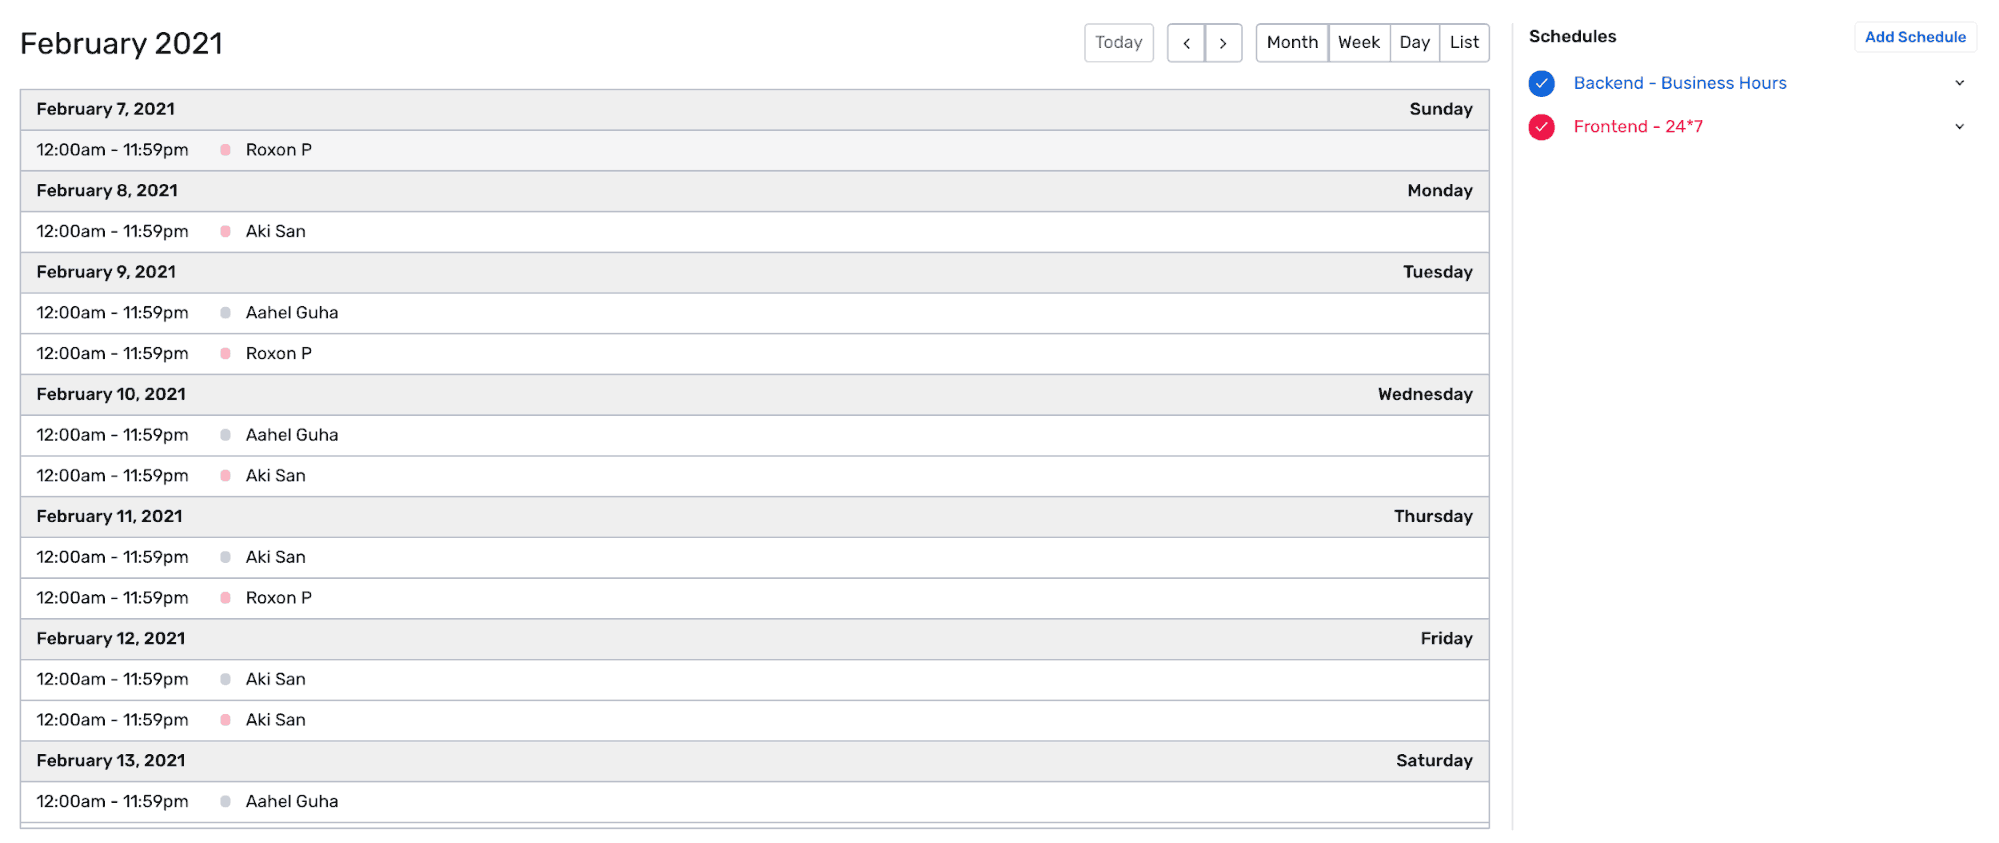 February 2021
Today
Month Week Day List
February 7, 2021 Sunday
12:00am - 11:59pm Roxon P
February 8, 2021 Monday
12:00am - 11:59pm Aki San
February 9, 2021 Tuesday
12:00am - 11:59pm Aahel Guha
12:00am - 11:59pm Roxon P
February 10, 2021 Wednesday
12:00am - 11:59pm Aahel Guha
12:00am - 11:59pm Aki San
February 11, 2021 Thursday
12:00am - 11:59pm Aki San
12:00am - 11:59pm Roxon P
February 12, 2021 Friday
12:00am - 11:59pm Aki San
12:00am - 11:59pm Aki San
February 13, 2021 Saturday
12:00am - 11:59pm Aahel Guha
Schedules Add Schedule
Backend - Business Hours
Frontend - 24*7